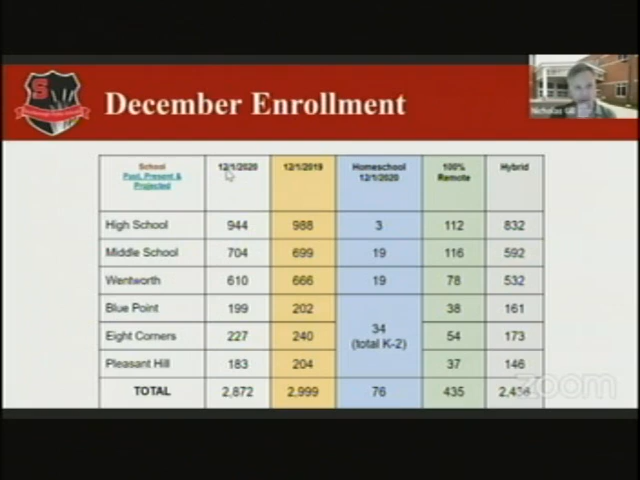 December Enrollment
S
School 12/1/2020 12/1/2019 Homeschool 100% Hybrid
Past, Present & 12/1/2020 Remote
Projected
High School 944 988 3 112 832
Middle School 704 699 19 116 592
Wentworth 610 666 19 78 532
Blue Point 199 202 38 161
Eight Corners 227 240 34 54 173
(total K-2)
Pleasant Hill 183 204 37 146
TOTAL 2,872 2,999 76 435
zoom